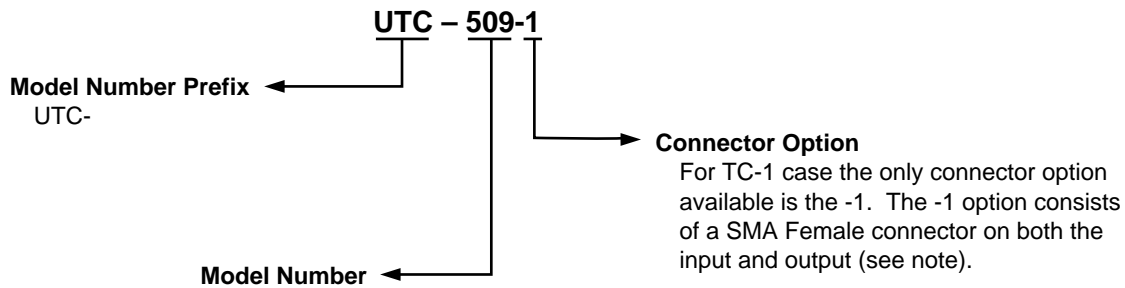 UTC – 509-1
Model Number Prefix
UTC-
Connector Option
For TC-1 case the only connector option
available is the -1. The -1 option consists
of a SMA Female connector on both the
input and output (see note).
Model Number